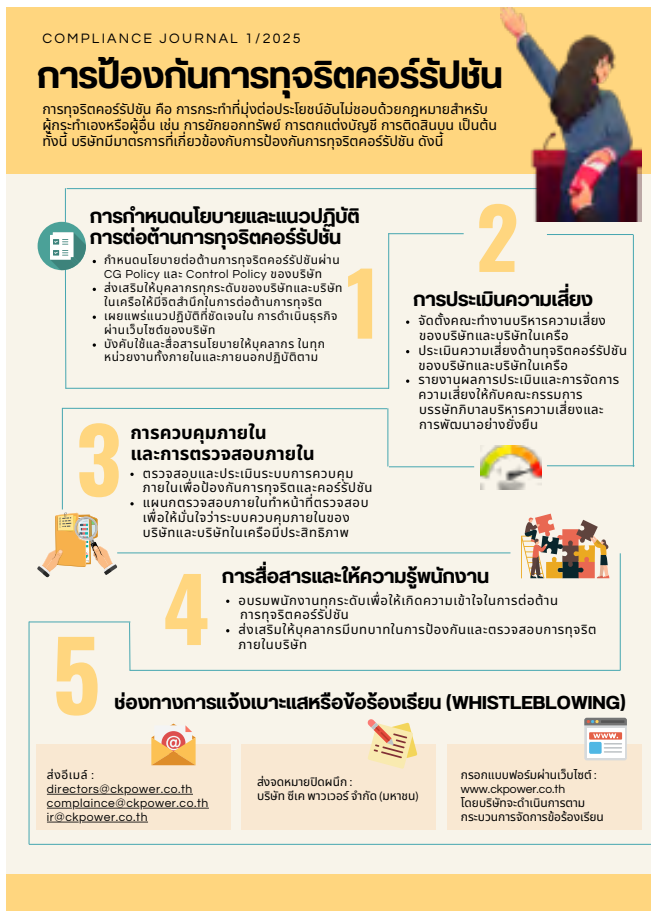 COMPLIANCE JOURNAL 1/2025
การป้องกันการทุจริตคอร์รัปชัน
การทุจริตคอร์รัปชัน คือ การกระทำที่มุ่งต่อประโยชน์อันไม่ชอบด้วยกฎหมายสำหรับ
ผู้กระทำเองหรือผู้อื่น เช่น การยักยอกทรัพย์ การตกแต่งบัญชี การติดสินบน เป็นต้น
ทั้งนี้ บริษัทมีมาตรการที่เกี่ยวข้องกับการป้องกันการทุจริตคอร์รัปชัน ดังนี้
1
การกำหนดนโยบายและแนวปฏิบัติ
การต่อต้านการทุจริตคอร์รัปชัน
• กำหนดนโยบายต่อต้านการทุจริตคอร์รัปชันผ่าน
CG Policy และ Control Policy ของบริษัท
• ส่งเสริมให้บุคลากรทุกระดับของบริษัทและบริษัท
ในเครือให้มีจิตสำนึกในการต่อต้านการทุจริต
• เผยแพร่แนวปฏิบัติที่ชัดเจนใน การดำเนินธุรกิจ
ผ่านเว็บไซต์ของบริษัท
• บังคับใช้และสื่อสารนโยบายให้บุคลากร ในทุก
หน่วยงานทั้งภายในและภายนอกปฏิบัติตาม
2
การประเมินความเสี่ยง
• จัดตั้งคณะทำงานบริหารความเสี่ยง
ของบริษัทและบริษัทในเครือ
• ประเมินความเสี่ยงด้านทุจริตคอร์รัปชัน
ของบริษัทและบริษัทในเครือ
• รายงานผลการประเมินและการจัดการ
ความเสี่ยงให้กับคณะกรรมการ
บรรษัทภิบาลบริหารความเสี่ยงและ
การพัฒนาอย่างยั่งยืน
3
การควบคุมภายใน
และการตรวจสอบภายใน
• ตรวจสอบและประเมินระบบการควบคุม
ภายในเพื่อป้องกันการทุจริตและคอร์รัปชัน
• แผนกตรวจสอบภายในทำหน้าที่ตรวจสอบ
เพื่อให้มั่นใจว่าระบบควบคุมภายในของ
บริษัทและบริษัทในเครือมีประสิทธิภาพ
4
การสื่อสารและให้ความรู้พนักงาน
• อบรมพนักงานทุกระดับเพื่อให้เกิดความเข้าใจในการต่อต้าน
การทุจริตคอร์รัปชัน
• ส่งเสริมให้บุคลากรมีบทบาทในการป้องกันและตรวจสอบการทุจริต
ภายในบริษัท
5
ช่องทางการแจ้งเบาะแสหรือข้อร้องเรียน (WHISTLEBLOWING)
ส่งอีเมล์ :
directors@ckpower.co.th
complaince@ckpower.co.th
ir@ckpower.co.th
ส่งจดหมายปิดผนึก :
บริษัท ซีเค พาวเวอร์ จำกัด (มหาชน)
WWW.
กรอกแบบฟอร์มผ่านเว็บไซต์ :
www.ckpower.co.th
โดยบริษัทจะดำเนินการตาม
กระบวนการจัดการข้อร้องเรียน